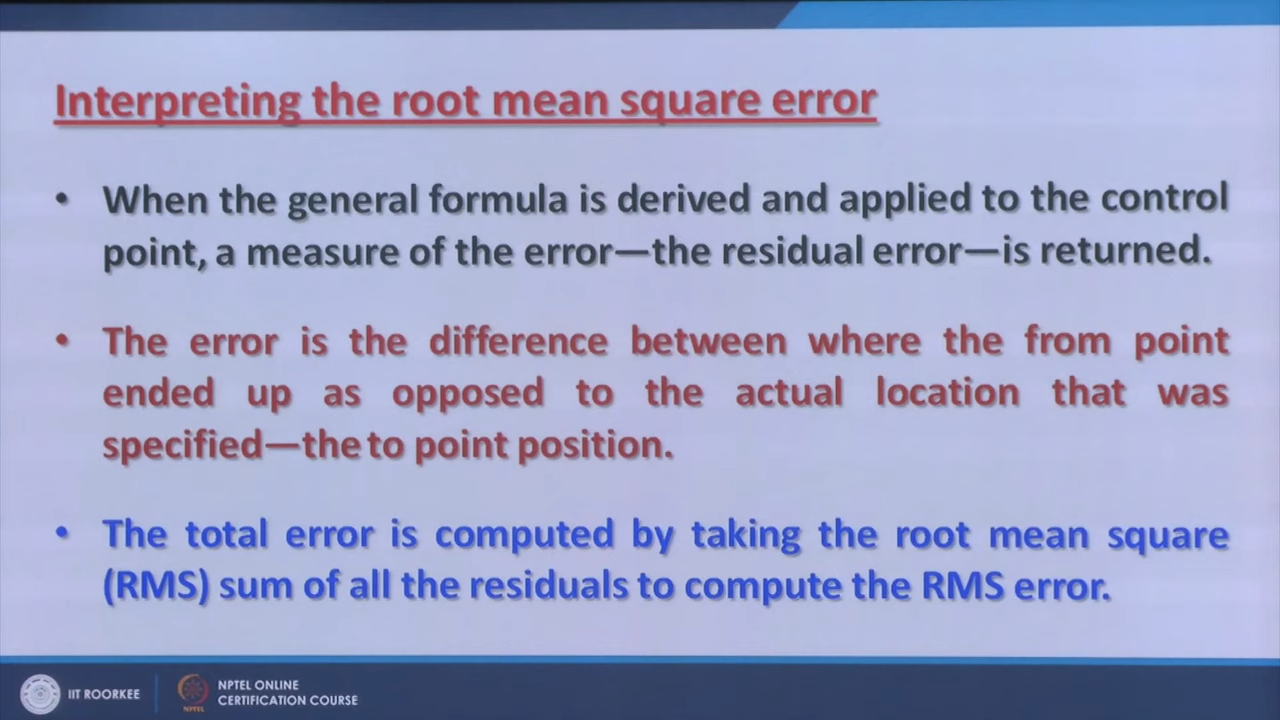 Interpreting the root mean square error
• When the general formula is derived and applied to the control
point, a measure of the error—the residual error—is returned.
• The error is the difference between where the from point
ended up as opposed to the actual location that was
specified—the to point position.
• The total error is computed by taking the root mean square
(RMS) sum of all the residuals to compute the RMS error.
IIT ROORKEE
NPTEL
NPTEL ONLINE
CERTIFICATION COURSE